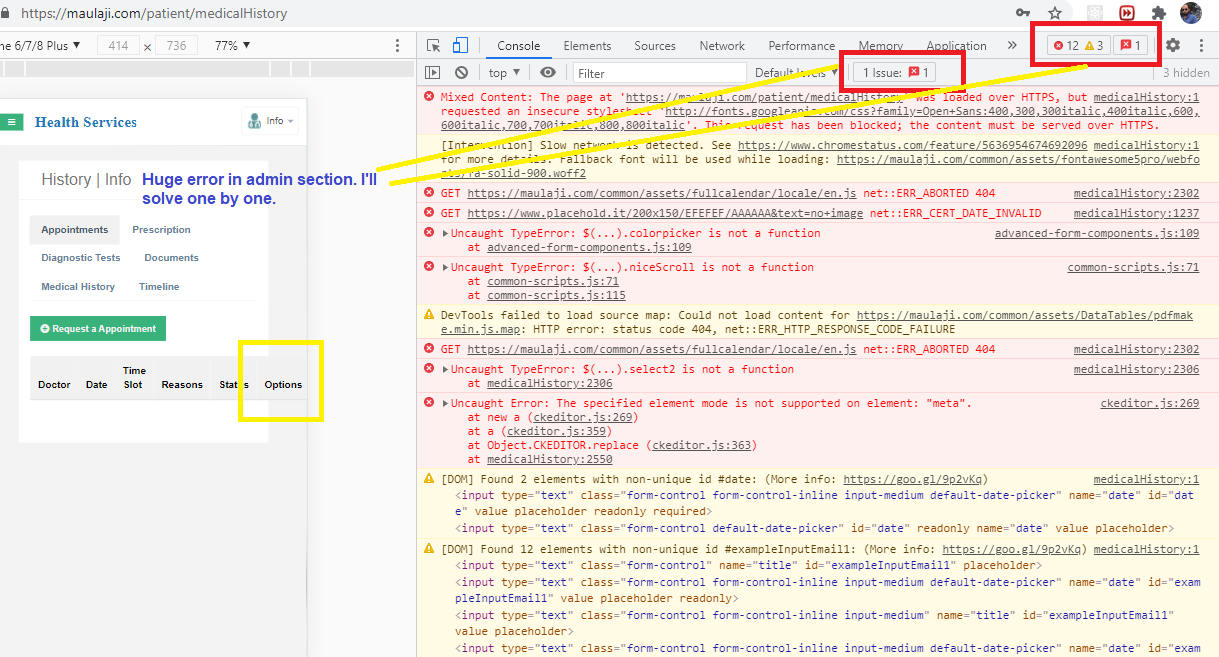 https://maulaji.com/patient/medicalHistory
ne 6/7/8 Plus ▼ 414 × 736 77% ▼
Console Elements Sources Network Performance Memory Application » 12 3 1
top ▼ Filter Default levels ▼ 1 Issue: 1 3 hidden
Health Services
Info
History | Info
Huge error in admin section. I'll
solve one by one.
Appointments Prescription
Diagnostic Tests Documents
Medical History Timeline
Request a Appointment
Doctor Date Time Slot Reasons Status Options
Mixed Content: The page at 'https://maulaji.com/patient/medicalHistory' was loaded over HTTPS, but medicalHistory:1
requested an insecure stylesheet 'http://fonts.googleapis.com/css?family=Open+Sans:400,300,300italic,400italic,600,
600italic,700,700italic,800,800italic'. This request has been blocked; the content must be served over HTTPS.
[Intervention] Slow network is detected. See https://www.chromestatus.com/feature/5636954674692096 medicalHistory:1
for more details. Fallback font will be used while loading: https://maulaji.com/common/assets/fontawesome5pro/webfo
nts/fa-solid-900.woff2
GET https://maulaji.com/common/assets/fullcalendar/locale/en.js net::ERR_ABORTED 404 medicalHistory:2302
GET https://www.placehold.it/200x150/EFEFEF/AAAAAA&text=no+image net::ERR_CERT_DATE_INVALID medicalHistory:1237
Uncaught TypeError: $(...).colorpicker is not a function advanced-form-components.js:109
at advanced-form-components.js:109
Uncaught TypeError: $(...).niceScroll is not a function common-scripts.js:71
at common-scripts.js:71
at common-scripts.js:115
DevTools failed to load source map: Could not load content for https://maulaji.com/common/assets/DataTables/pdfmak
e.min.js.map: HTTP error: status code 404, net::ERR_HTTP_RESPONSE_CODE_FAILURE
GET https://maulaji.com/common/assets/fullcalendar/locale/en.js net::ERR_ABORTED 404 medicalHistory:2302
Uncaught TypeError: $(...).select2 is not a function medicalHistory:2306
at medicalHistory:2306
Uncaught Error: The specified element mode is not supported on element: "meta". ckeditor.js:269
at new a (ckeditor.js:269)
at a (ckeditor.js:359)
at Object.CKEDITOR.replace (ckeditor.js:363)
at medicalHistory:2550
[DOM] Found 2 elements with non-unique id #date: (More info: https://goo.gl/9p2vKq) medicalHistory:1
<input type="text" class="form-control form-control-inline input-medium default-date-picker" name="date" id="dat
e" value placeholder readonly required>
<input type="text" class="form-control default-date-picker" id="date" readonly name="date" value placeholder>
[DOM] Found 12 elements with non-unique id #exampleInputEmail1: (More info: https://goo.gl/9p2vKq) medicalHistory:1
<input type="text" class="form-control" name="title" id="exampleInputEmail1" placeholder>
<input type="text" class="form-control form-control-inline input-medium default-date-picker" name="date" id="exam
pleInputEmail1" value placeholder readonly>
<input type="text" class="form-control form-control-inline input-medium" name="title" id="exampleInputEmail1"
value placeholder>
<input type="text" class="form-control form-control-inline input-medium default-date-picker" name="date" id="exam